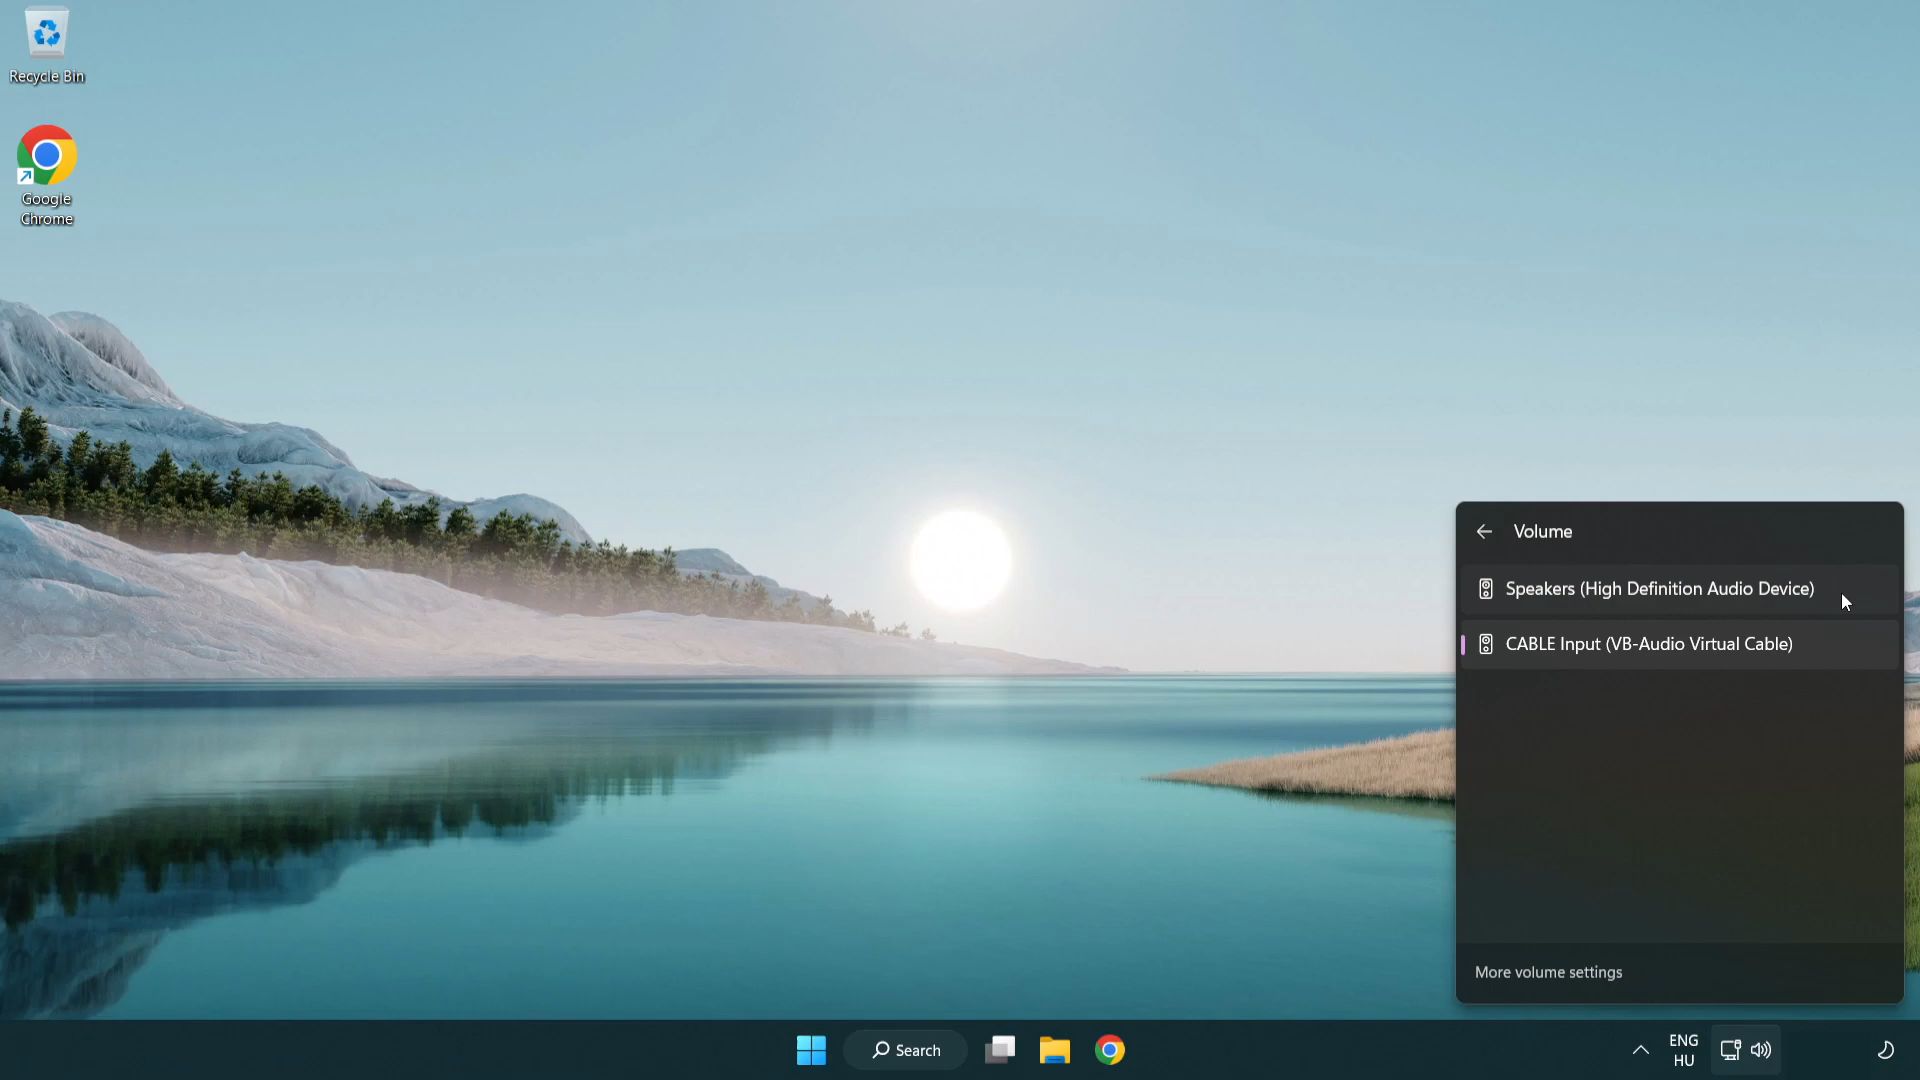 Recycle Bin
Google
Chrome
Volume
Speakers (High Definition Audio Device)
CABLE Input (VB-Audio Virtual Cable)
More volume settings
Search
ENG
HU